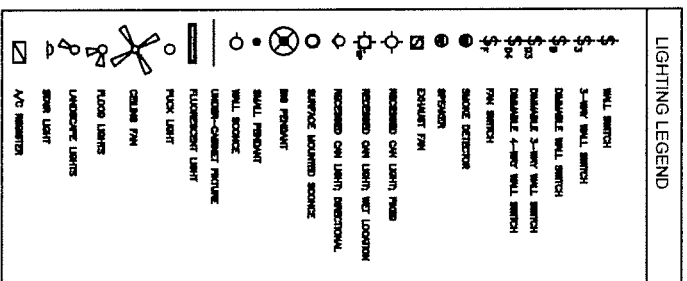 LIGHTING LEGEND
$ WALL SWITCH
$3 3-WAY WALL SWITCH
$D DIMMABLE WALL SWITCH
$D3 DIMMABLE 3-WAY WALL SWITCH
$D4 DIMMABLE 4-WAY WALL SWITCH
$F FAN SWITCH
SMOKE DETECTOR
SPEAKER
EXHAUST FAN
RECESSED CAN LIGHT; FIXED
RECESSED CAN LIGHT; WET LOCATION
RECESSED CAN LIGHT; DIRECTIONAL
SURFACE MOUNTED SCONCE
BIG PENDANT
SMALL PENDANT
WALL SCONCE
UNDER-CABINET FIXTURE
FLUORESCENT LIGHT
PUCK LIGHT
CEILING FAN
FLOOD LIGHTS
LANDSCAPE LIGHTS
STAIR LIGHT
A/C REGISTER